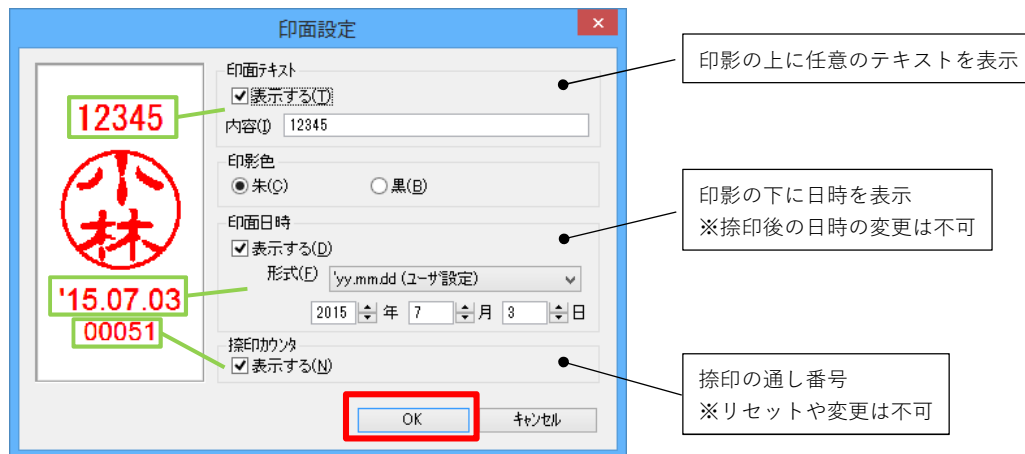 印面設定
12345
小林
'15.07.03
00051
印面テキスト
表示する(T)
内容(I) 12345
印影色
朱(C) 黒(B)
印面日時
表示する(D)
形式(F) 'yy.mm.dd (ユーザ設定)
2015 年 7 月 3 日
捺印カウンタ
表示する(N)
OK キャンセル
印影の上に任意のテキストを表示
印影の下に日時を表示
※捺印後の日時の変更は不可
捺印の通し番号
※リセットや変更は不可